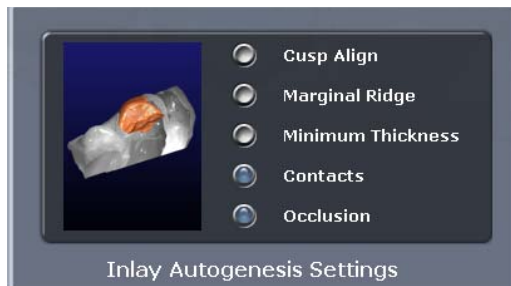 Cusp Align
Marginal Ridge
Minimum Thickness
Contacts
Occlusion
Inlay Autogenesis Settings